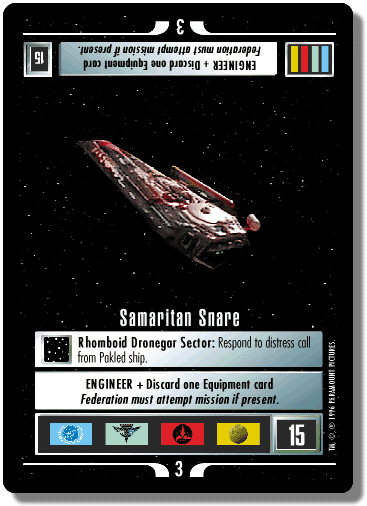 3
Federation must attempt mission if present.
ENGINEER + Discard one Equipment card
15
Samaritan Snare
Rhomboid Dronegar Sector: Respond to distress call
from Pakled ship.
ENGINEER + Discard one Equipment card
Federation must attempt mission if present.
15
3
TM, ©, ® 1996 PARAMOUNT PICTURES.